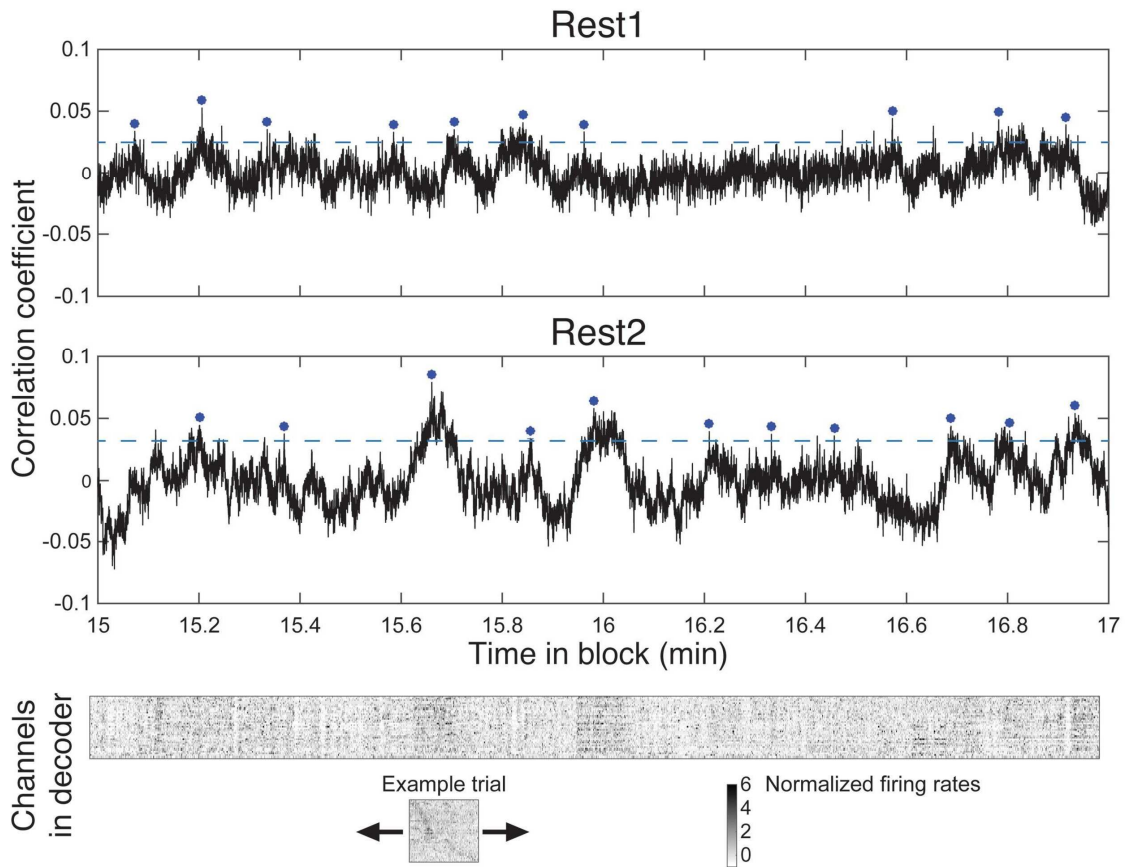 Rest1
0.1
0.05
0
-0.05
-0.1
Rest2
0.1
0.05
0
-0.05
-0.1
Correlation coefficient
15 15.2 15.4 15.6 15.8 16 16.2 16.4 16.6 16.8 17
Time in block (min)
Channels
in decoder
Example trial
6 Normalized firing rates
4
2
0